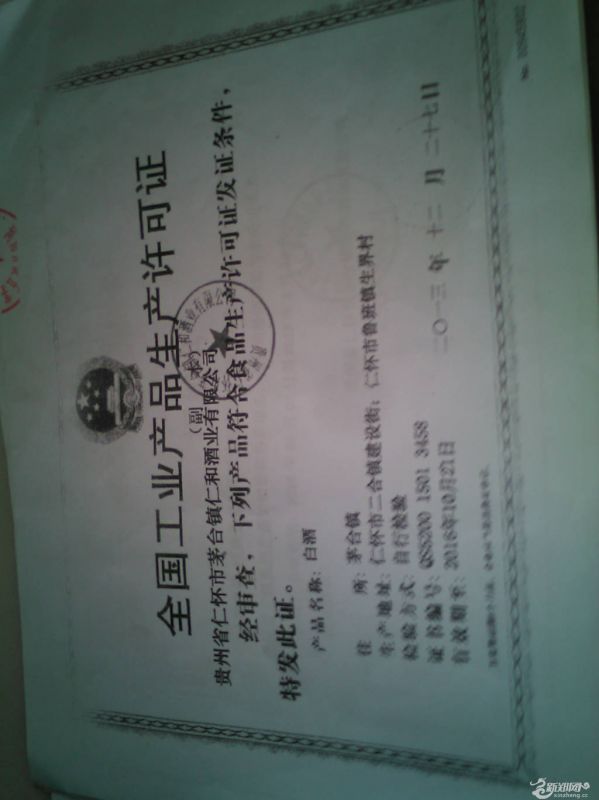 全国工业产品生产许可证
(副 本)
贵州省仁怀市茅台镇仁和酒业有限公司
经审查，下列产品符合食品生产许可证发证条件，
特发此证。
产品名称：白酒
住 所：茅台镇
生产地址：仁怀市二合镇建设街；仁怀市鲁班镇生界村
检验方式：自行检验
证书编号：QS5200 1501 3458
有效期至：2016年10月21日
二〇一三年 十二月 二十七日
新郑网
xinzheng.cc